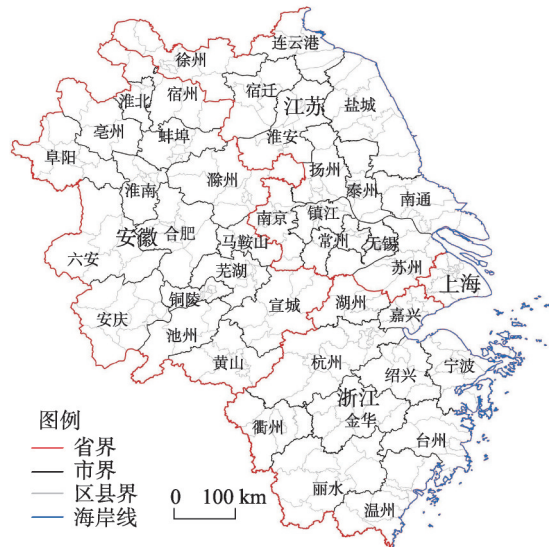 连云港
徐州
宿州
宿迁
淮北
江苏
盐城
亳州
蚌埠
淮安
阜阳
扬州
淮南
滁州
泰州
南通
南京
镇江
安徽
合肥
马鞍山
常州
无锡
六安
芜湖
苏州
上海
铜陵
宣城
湖州
嘉兴
安庆
池州
黄山
杭州
绍兴
宁波
浙江
衢州
金华
台州
丽水
温州
图例
省界
市界
区县界
海岸线
0 100 km